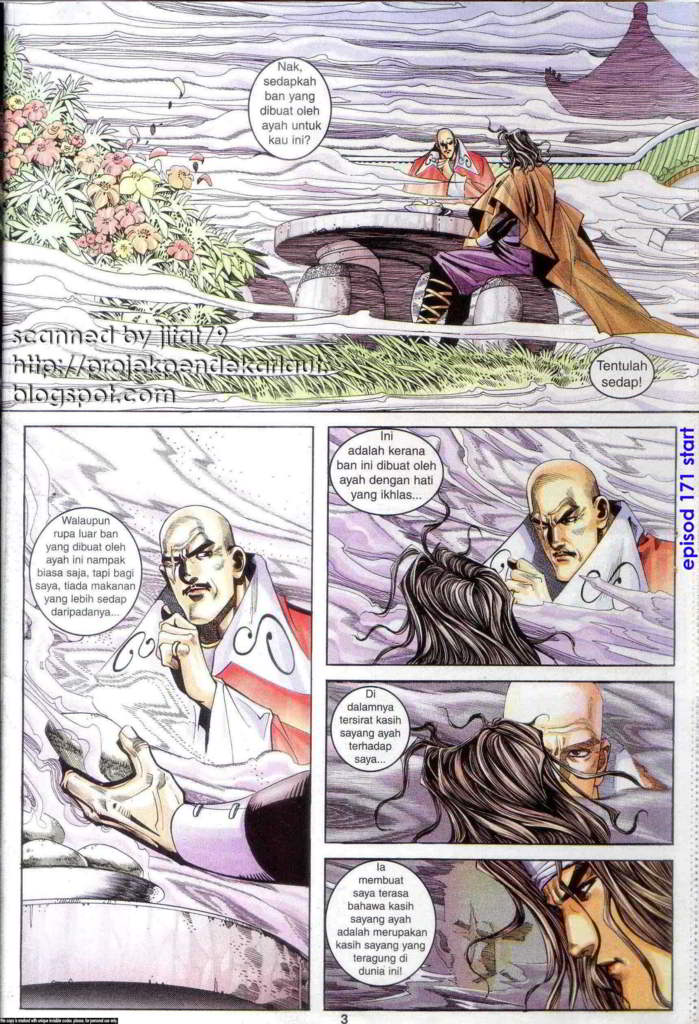 Nak,
sedapkah
ban yang
dibuat oleh
ayah untuk
kau ini?
scanned by jliat79
blogspot.com
Tentulah
sedap!
episod 171 start
Walaupun
rupa luar ban
yang dibuat oleh
ayah ini nampak
biasa saja, tapi bagi
saya, tiada makanan
yang lebih sedap
daripadanya...
Ini
adalah kerana
ban ini dibuat oleh
ayah dengan hati
yang ikhlas...
Di
dalamnya
tersirat kasih
sayang ayah
terhadap
saya...
Ia
membuat
saya terasa
bahawa kasih
sayang ayah
adalah merupakan
kasih sayang yang
teragung di
dunia ini!
3